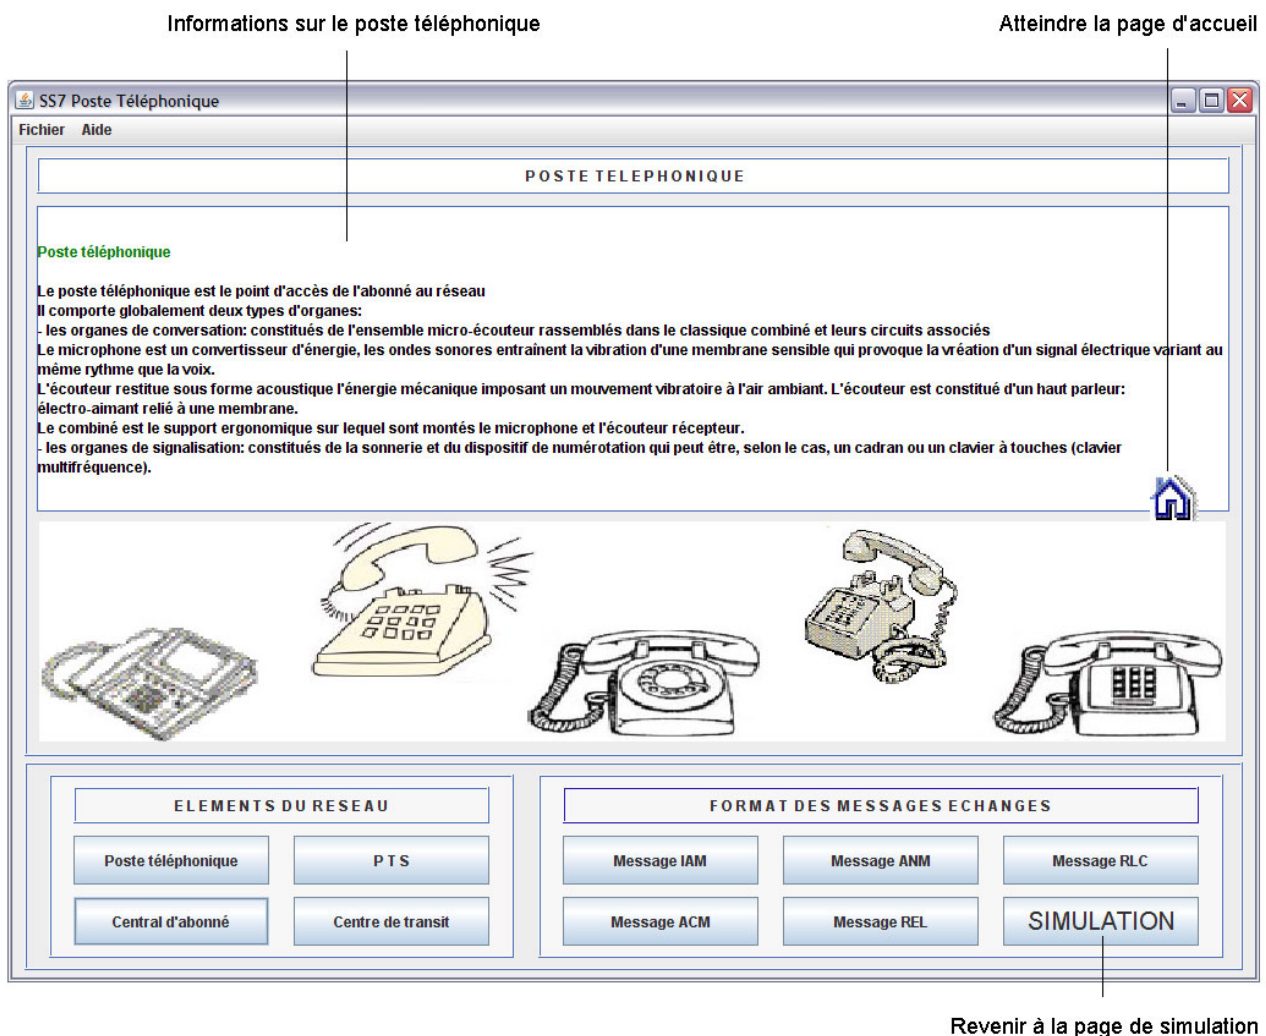 Informations sur le poste téléphonique
Atteindre la page d'accueil
SS7 Poste Téléphonique
Fichier Aide
POSTE TELEPHONIQUE
Poste téléphonique
Le poste téléphonique est le point d'accès de l'abonné au réseau
Il comporte globalement deux types d'organes:
- les organes de conversation: constitués de l'ensemble micro-écouteur rassemblés dans le classique combiné et leurs circuits associés
Le microphone est un convertisseur d'énergie, les ondes sonores entraînent la vibration d'une membrane sensible qui provoque la vréation d'un signal électrique variant au
même rythme que la voix.
L'écouteur restitue sous forme acoustique l'énergie mécanique imposant un mouvement vibratoire à l'air ambiant. L'écouteur est constitué d'un haut parleur:
électro-aimant relié à une membrane.
Le combiné est le support ergonomique sur lequel sont montés le microphone et l'écouteur récepteur.
- les organes de signalisation: constitués de la sonnerie et du dispositif de numérotation qui peut être, selon le cas, un cadran ou un clavier à touches (clavier
multifréquence).
ELEMENTS DU RESEAU
FORMAT DES MESSAGES ECHANGES
Poste téléphonique
P T S
Message IAM
Message ANM
Message RLC
Central d'abonné
Centre de transit
Message ACM
Message REL
SIMULATION
Revenir à la page de simulation